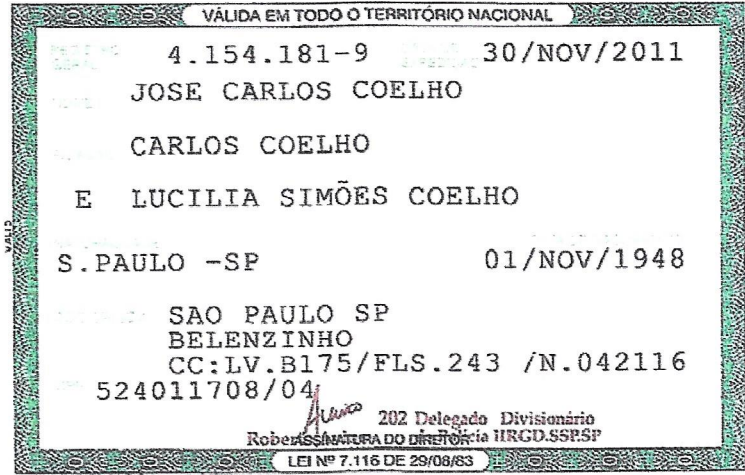 VÁLIDA EM TODO O TERRITÓRIO NACIONAL
4.154.181-9 30/NOV/2011
JOSE CARLOS COELHO
CARLOS COELHO
E LUCILIA SIMÕES COELHO
S.PAULO -SP 01/NOV/1948
SAO PAULO SP
BELENZINHO
CC:LV.B175/FLS.243 /N.042116
524011708/04
202 Delegado Divisionário
ASSINATURA DO DIRETOR IIRGD.SSP.SP
LEI Nº 7.116 DE 29/08/83